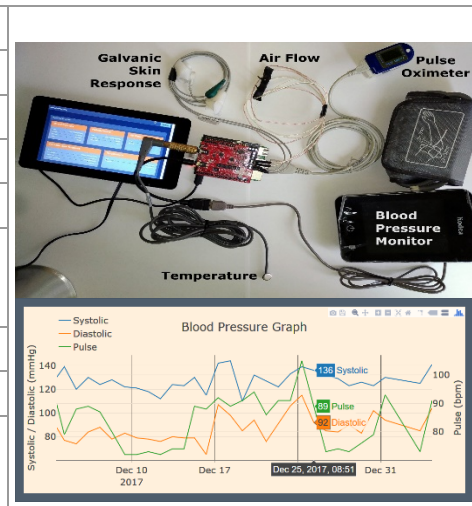 Galvanic
Skin
Response
Air Flow
Pulse
Oximeter
Blood
Pressure
Monitor
Temperature
Systolic
Diastolic
Pulse
Blood Pressure Graph
Systolic / Diastolic (mmHg)
140
120
100
80
136 Systolic
89 Pulse
92 Diastolic
100
90
80
Pulse (bpm)
Dec 10
2017
Dec 17
Dec 25, 2017, 08:51
Dec 31